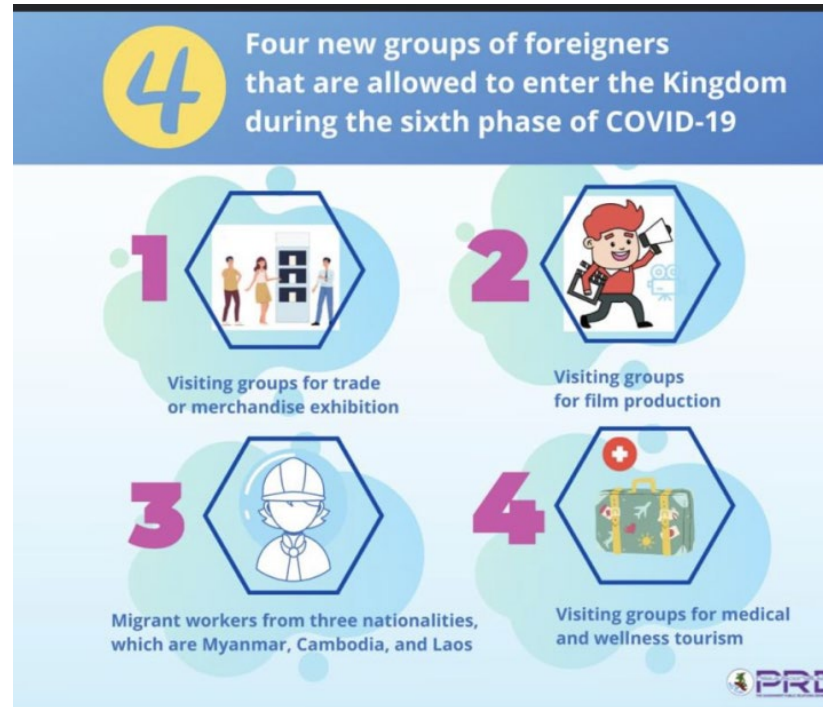 4
Four new groups of foreigners
that are allowed to enter the Kingdom
during the sixth phase of COVID-19
1
Visiting groups for trade
or merchandise exhibition
2
Visiting groups
for film production
3
Migrant workers from three nationalities,
which are Myanmar, Cambodia, and Laos
4
Visiting groups for medical
and wellness tourism
PRD